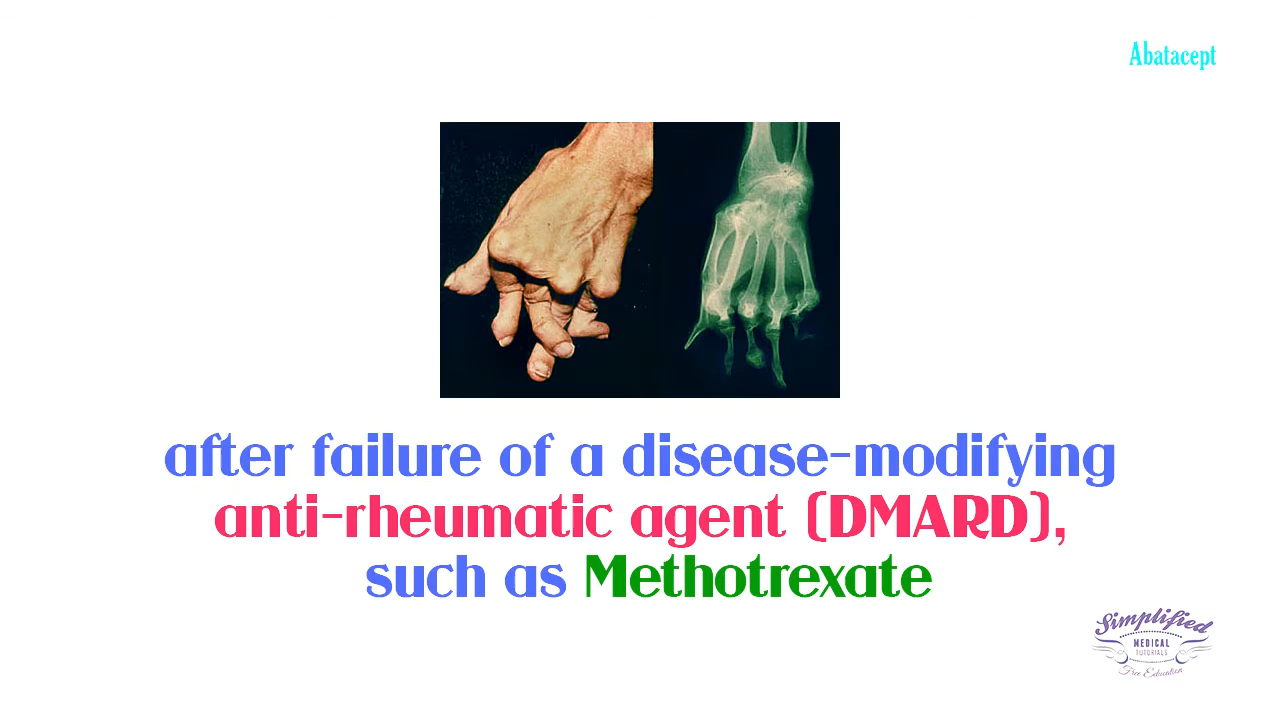 Abatacept
after failure of a disease-modifying
anti-rheumatic agent (DMARD),
such as Methotrexate
Simplified
MEDICAL
TUTORIALS
Free Education